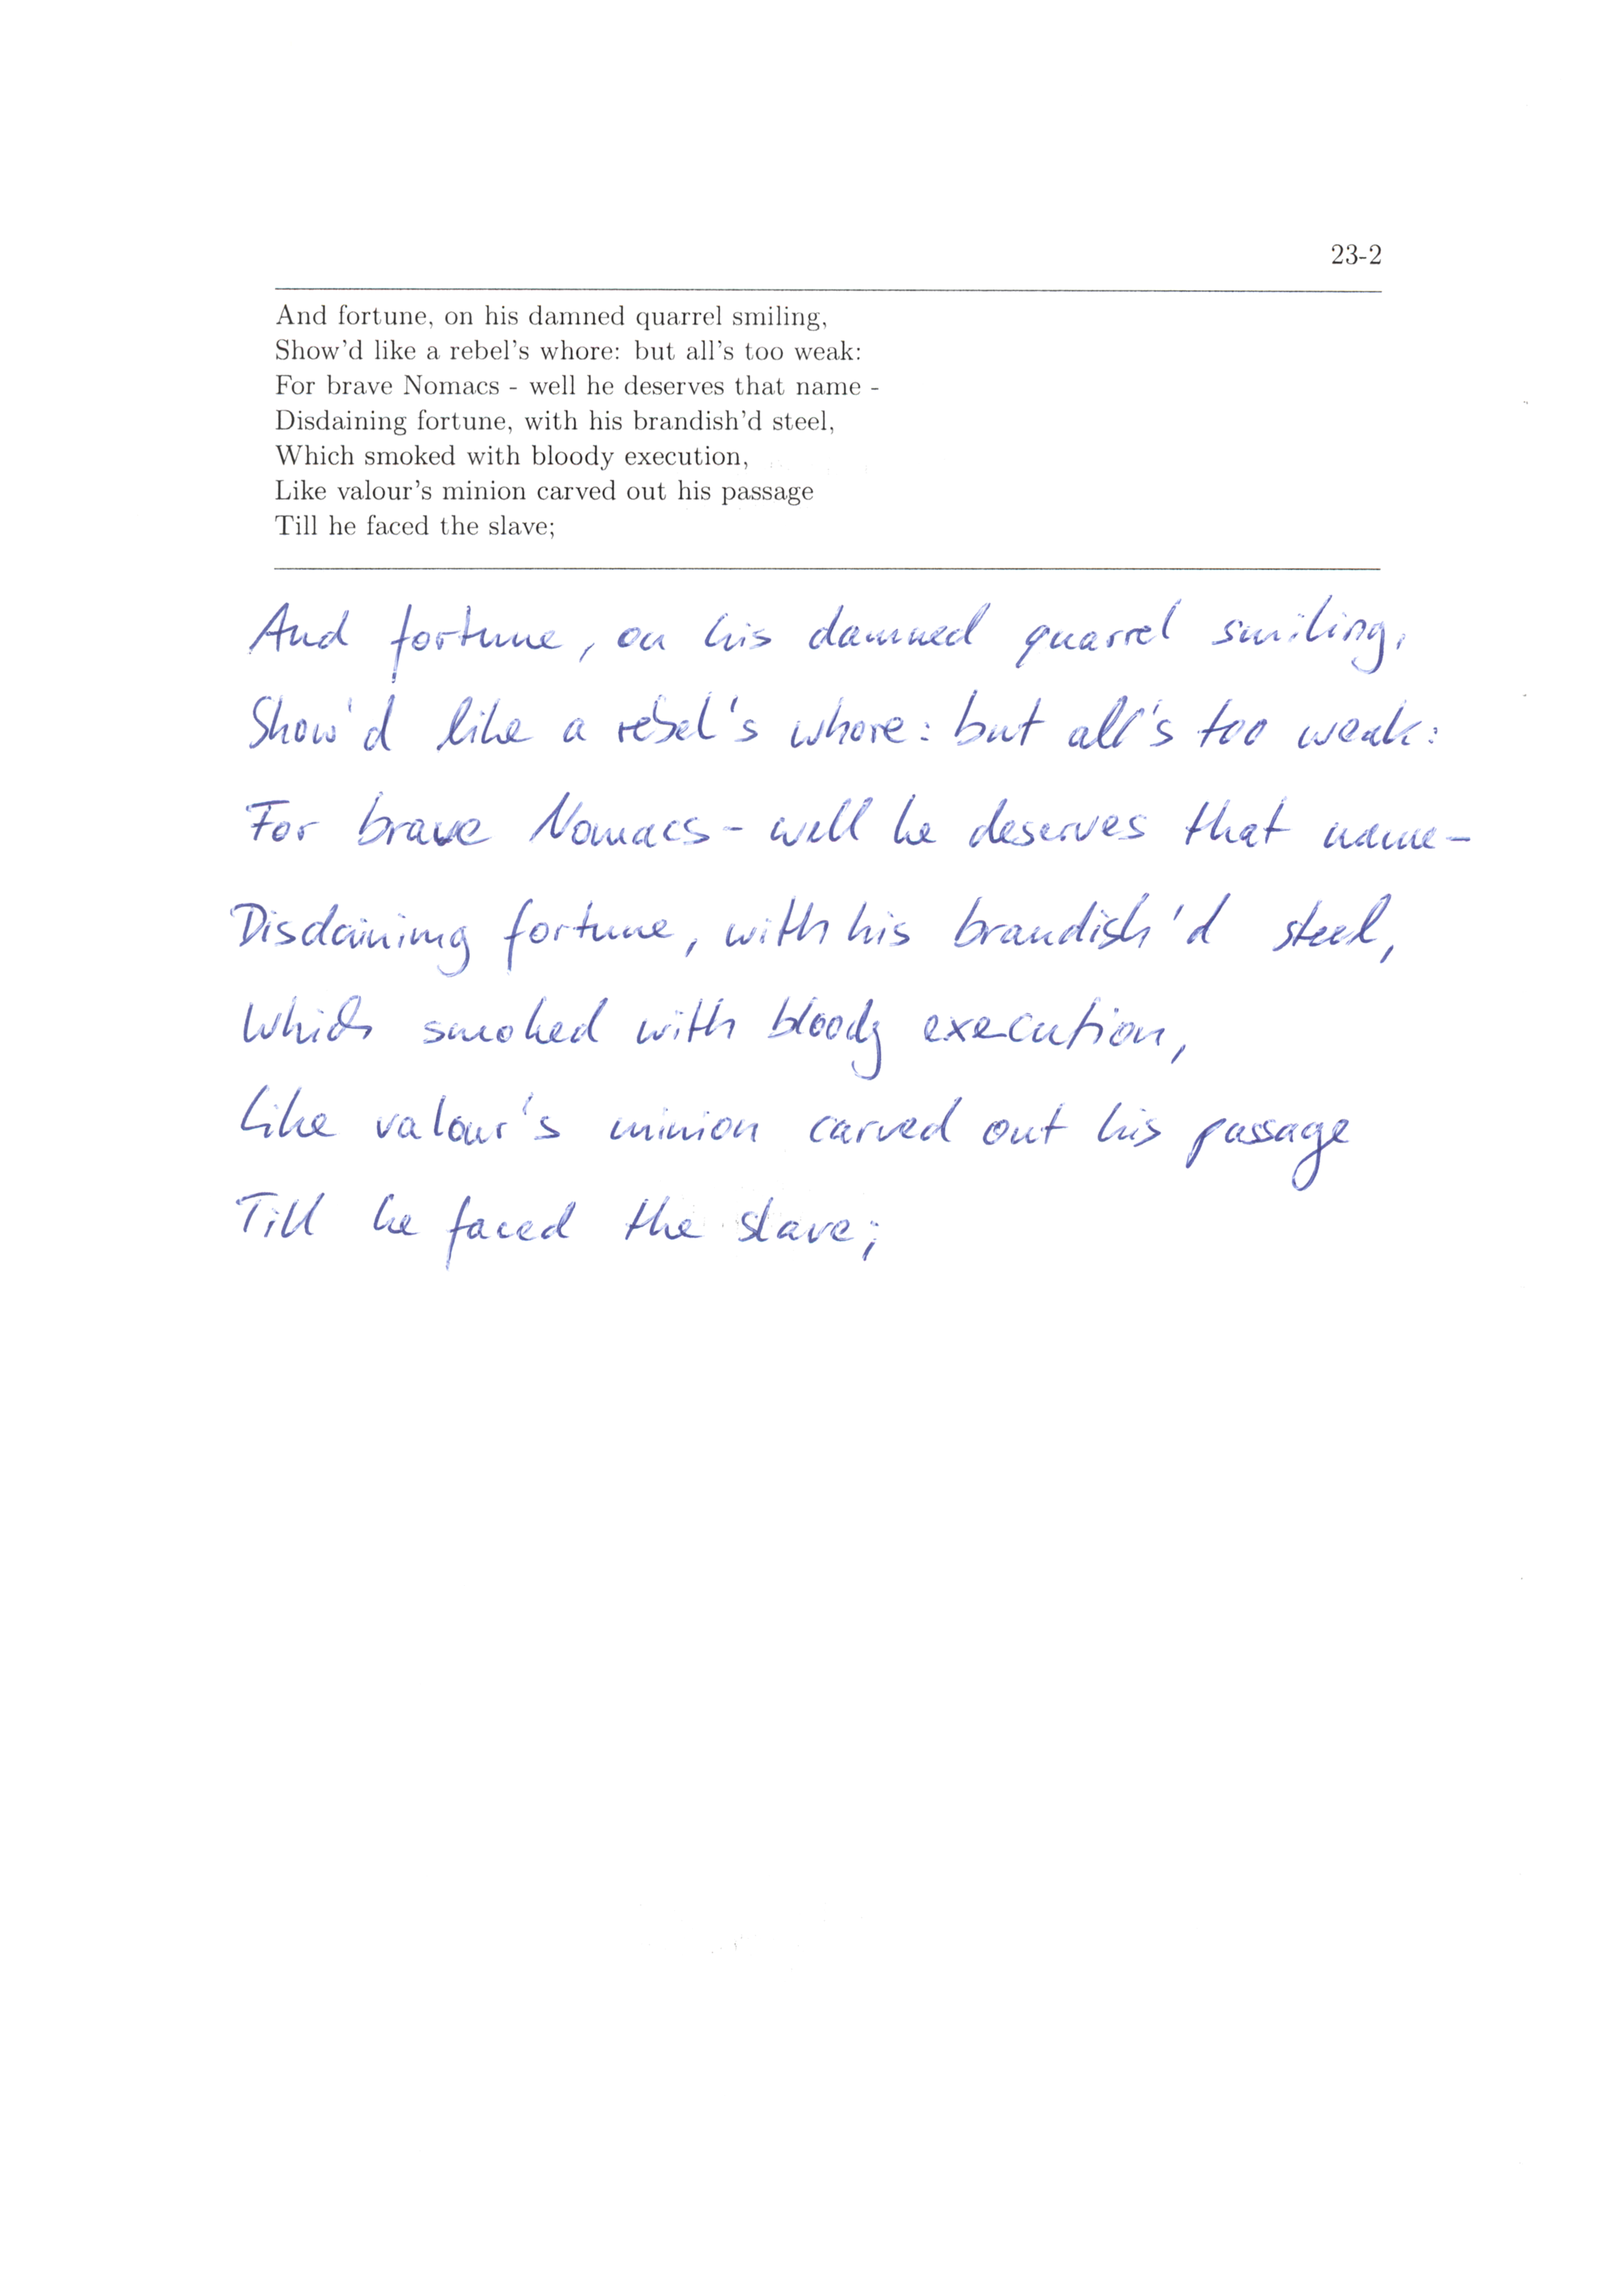 23-2
And fortune, on his damned quarrel smiling,
Show'd like a rebel's whore: but all's too weak:
For brave Nomacs - well he deserves that name -
Disdaining fortune, with his brandish'd steel,
Which smoked with bloody execution,
Like valour's minion carved out his passage
Till he faced the slave;
And fortune, on his damned quarrel smiling,
Show'd like a rebel's whore: but all's too weak:
For brave Nomacs - well he deserves that name -
Disdaining fortune, with his brandish'd steel,
Which smoked with bloody execution,
Like valour's minion carved out his passage
Till he faced the slave;